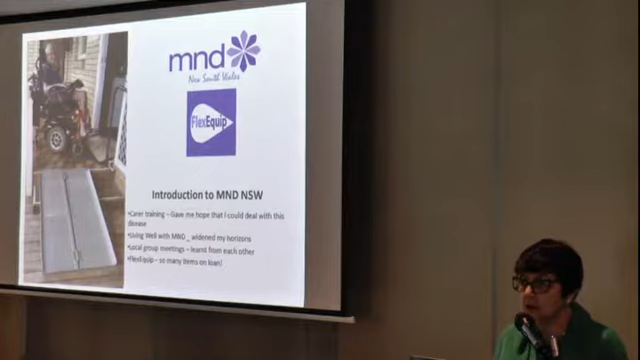 mnd
New South Wales
FlexEquip
Introduction to MND NSW
•Carer training – Gave me hope that I could deal with this
disease
•Living Well with MND _ widened my horizons
•Local group meetings – learnt from each other
•FlexEquip – so many items on loan!